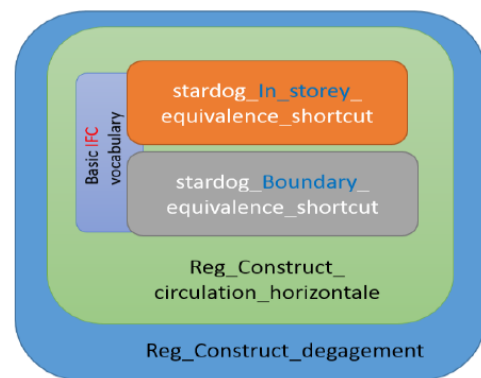 Basic IFC
vocabulary
stardog_In_storey_
equivalence_shortcut
stardog_Boundary_
equivalence_shortcut
Reg_Construct_
circulation_horizontale
Reg_Construct_degagement